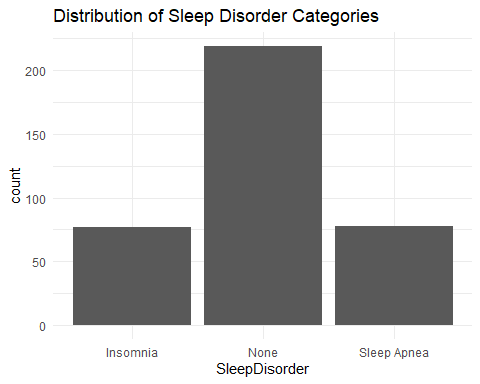 Distribution of Sleep Disorder Categories
count
200
150
100
50
0
Insomnia None Sleep Apnea
SleepDisorder